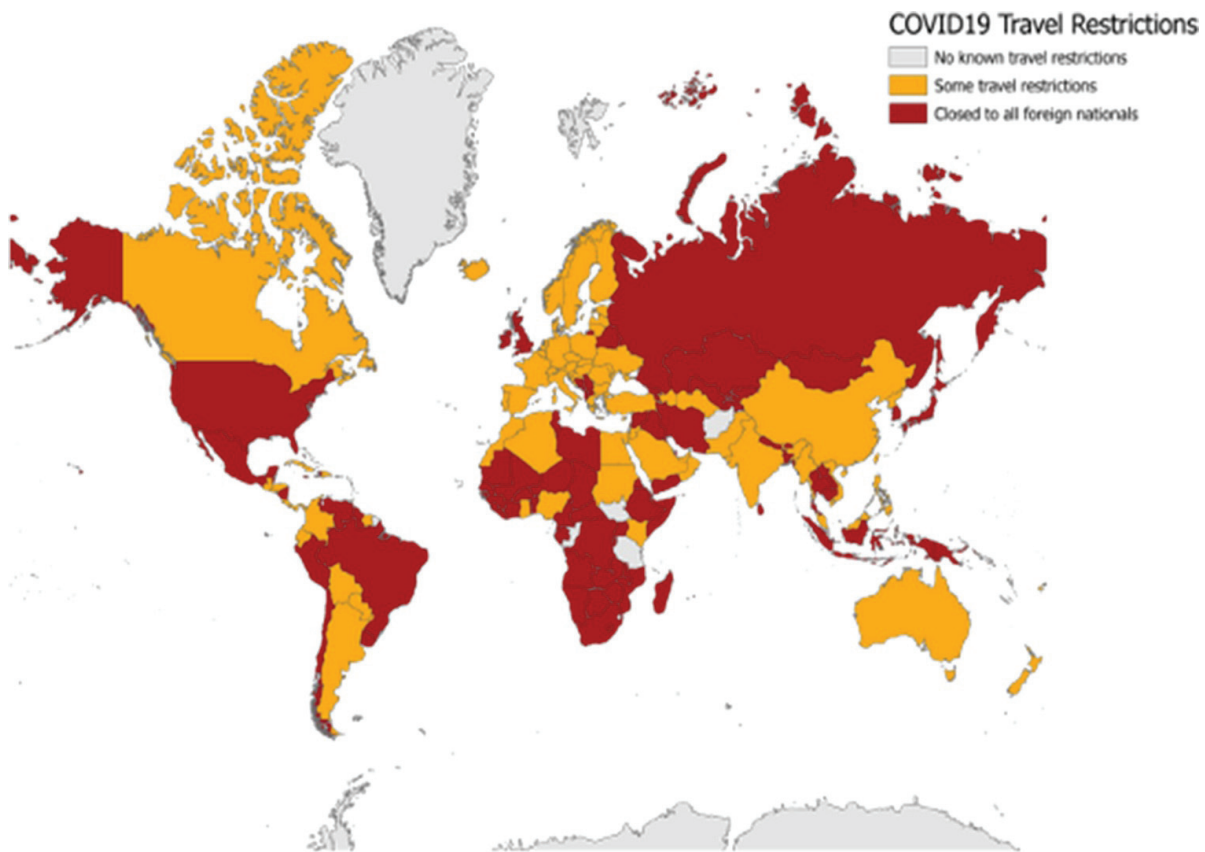 COVID19 Travel Restrictions
No known travel restrictions
Some travel restrictions
Closed to all foreign nationals